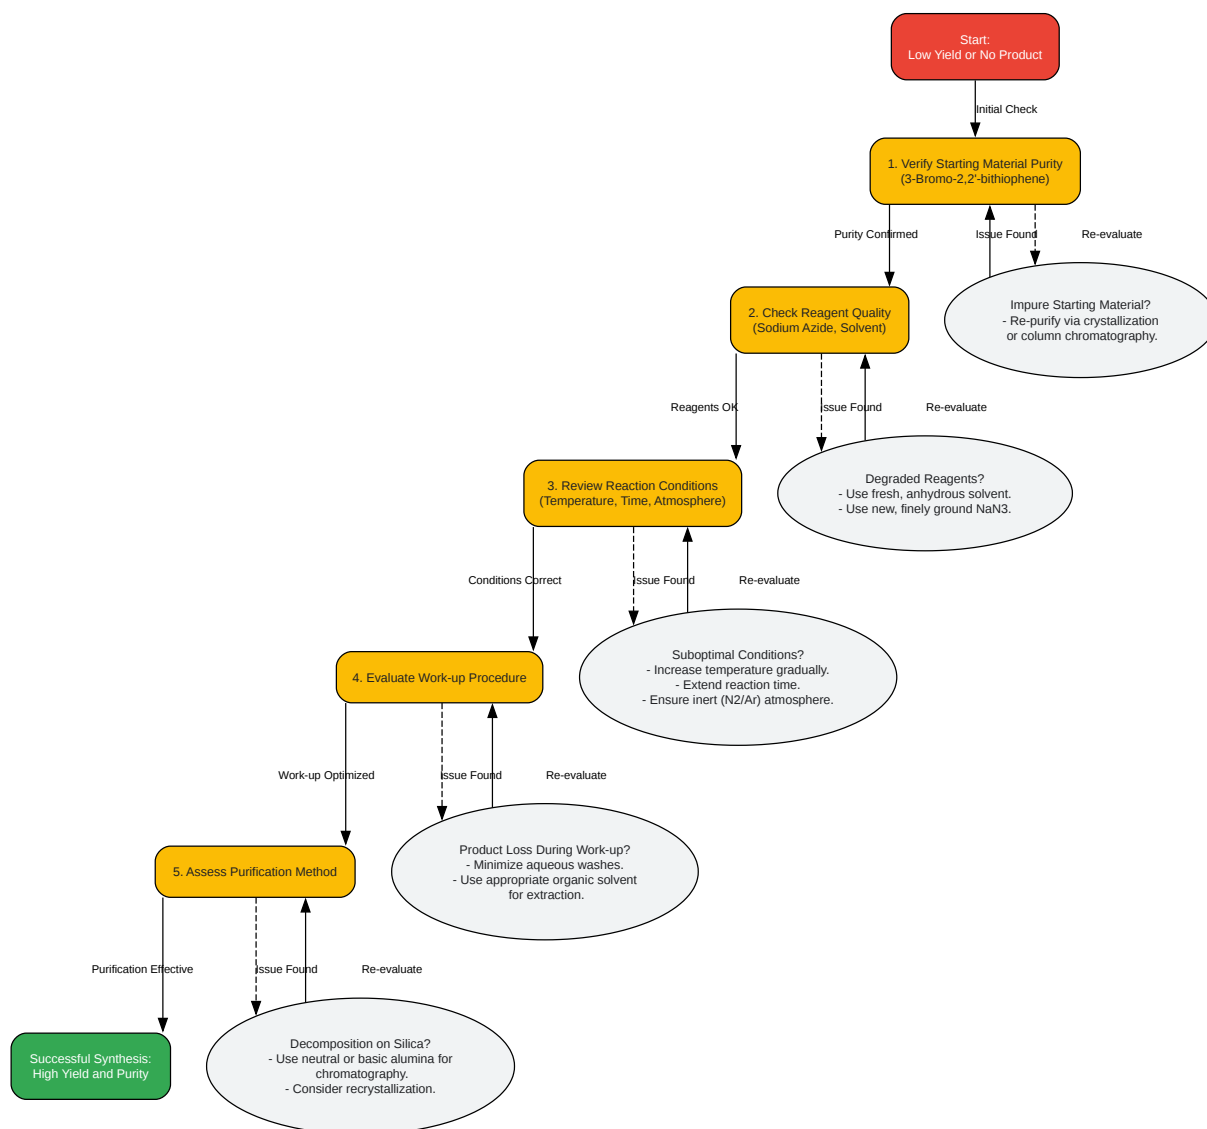 Start:
Low Yield or No Product
Initial Check
1. Verify Starting Material Purity
(3-Bromo-2,2'-bithiophene)
Purity Confirmed
Issue Found
Re-evaluate
Impure Starting Material?
- Re-purify via crystallization
or column chromatography.
2. Check Reagent Quality
(Sodium Azide, Solvent)
Reagents OK
Issue Found
Re-evaluate
Degraded Reagents?
- Use fresh, anhydrous solvent.
- Use new, finely ground NaN3.
3. Review Reaction Conditions
(Temperature, Time, Atmosphere)
Conditions Correct
Issue Found
Re-evaluate
Suboptimal Conditions?
- Increase temperature gradually.
- Extend reaction time.
- Ensure inert (N2/Ar) atmosphere.
4. Evaluate Work-up Procedure
Work-up Optimized
Issue Found
Re-evaluate
Product Loss During Work-up?
- Minimize aqueous washes.
- Use appropriate organic solvent
for extraction.
5. Assess Purification Method
Purification Effective
Issue Found
Re-evaluate
Decomposition on Silica?
- Use neutral or basic alumina for
chromatography.
- Consider recrystallization.
Successful Synthesis:
High Yield and Purity